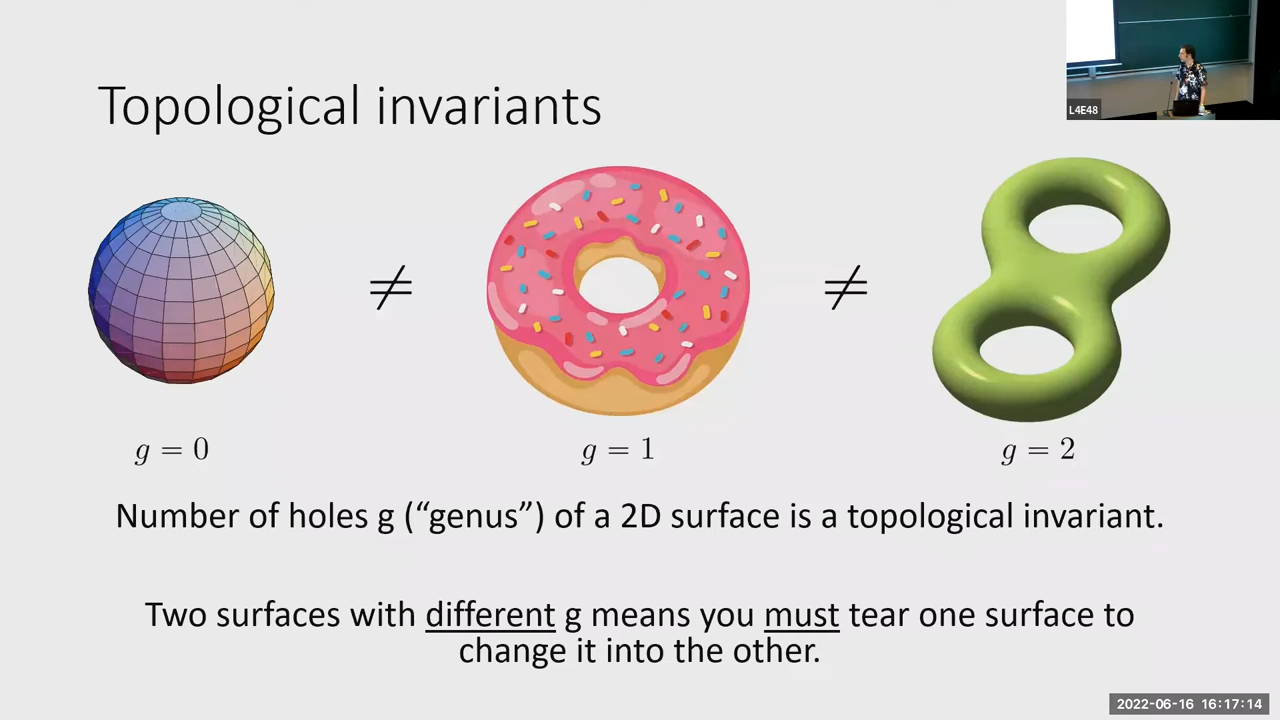 L4E48
Topological invariants
≠
≠
g = 0
g = 1
g = 2
Number of holes g (“genus”) of a 2D surface is a topological invariant.
Two surfaces with different g means you must tear one surface to
change it into the other.
2022-06-16 16:17:14